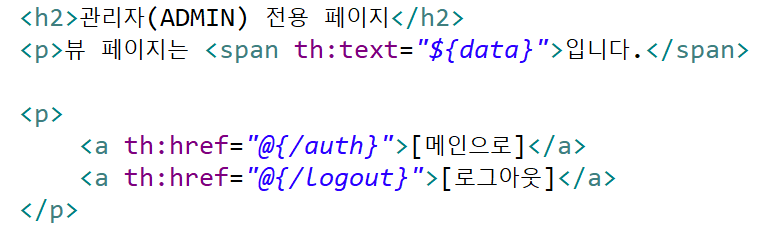 <h2>관리자(ADMIN) 전용 페이지</h2>
<p>뷰 페이지는 <span th:text="${data}">입니다.</span>
<p>
<a th:href="@{/auth}">[메인으로]</a>
<a th:href="@{/logout}">[로그아웃]</a>
</p>